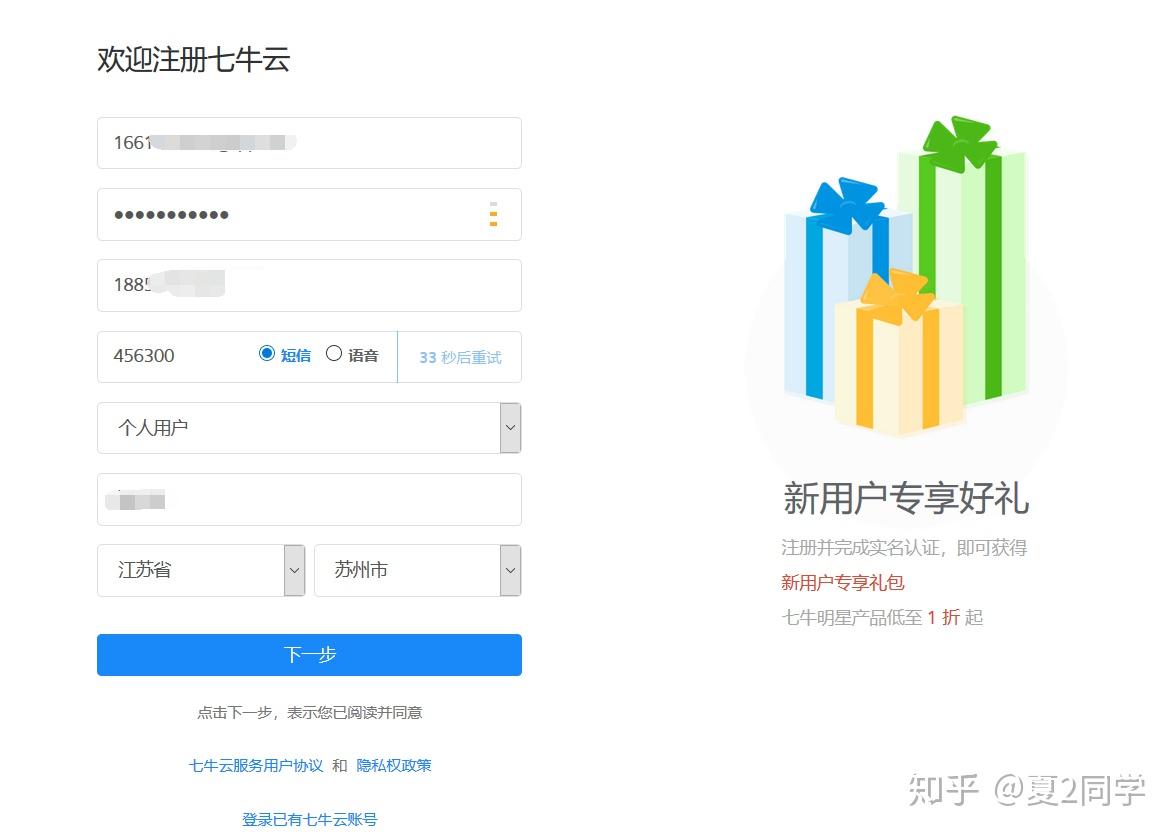 欢迎注册七牛云
1661
●●●●●●●●●●●
1885
456300 短信 语音 33 秒后重试
个人用户
江苏省 苏州市
下一步
点击下一步，表示您已阅读并同意
七牛云服务用户协议 和 隐私权政策
登录已有七牛云账号
新用户专享好礼
注册并完成实名认证，即可获得
新用户专享礼包
七牛明星产品低至 1 折 起
知乎 @夏2同学